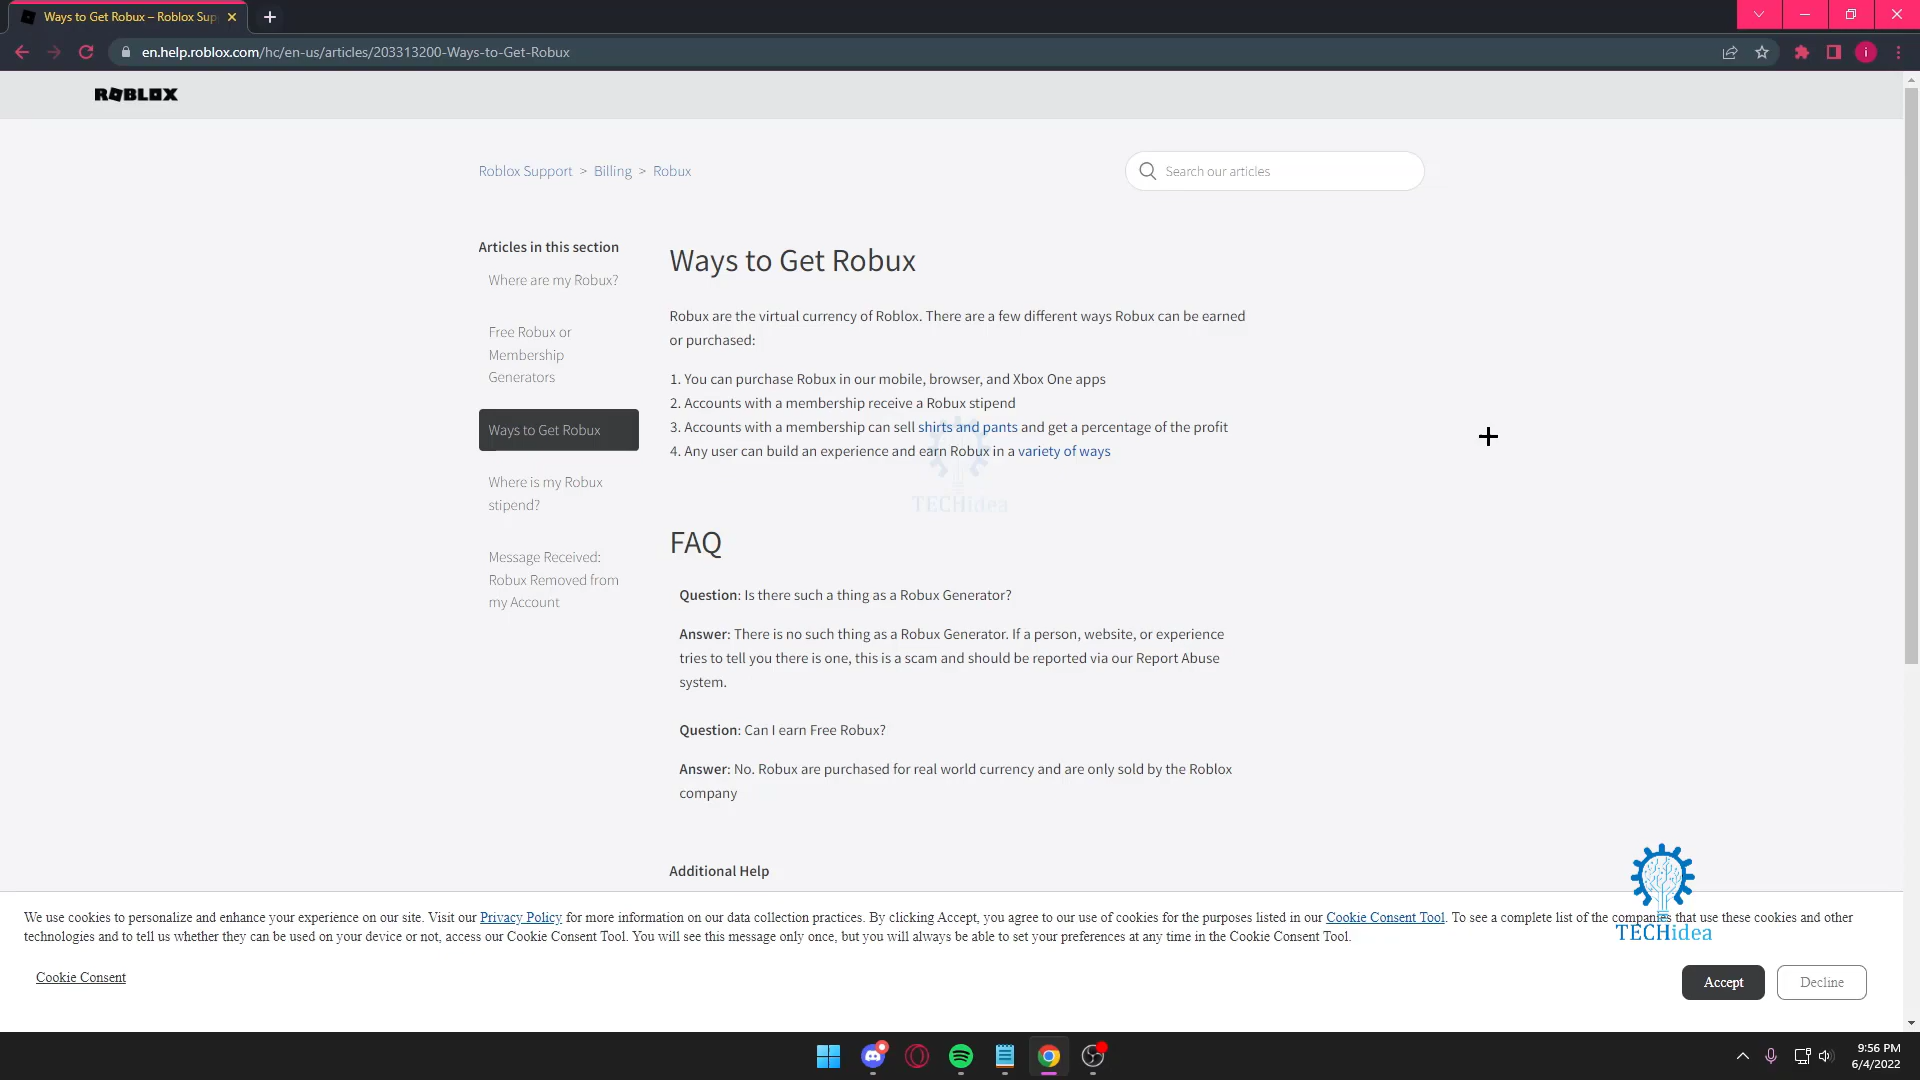 Ways to Get Robux – Roblox Sup
en.help.roblox.com/hc/en-us/articles/203313200-Ways-to-Get-Robux
i
ROBLOX
Roblox Support > Billing > Robux
Search our articles
Articles in this section
Where are my Robux?
Free Robux or
Membership
Generators
Ways to Get Robux
Where is my Robux
stipend?
Message Received:
Robux Removed from
my Account
Ways to Get Robux
Robux are the virtual currency of Roblox. There are a few different ways Robux can be earned
or purchased:
1. You can purchase Robux in our mobile, browser, and Xbox One apps
2. Accounts with a membership receive a Robux stipend
3. Accounts with a membership can sell shirts and pants and get a percentage of the profit
4. Any user can build an experience and earn Robux in a variety of ways
TECHidea
FAQ
Question: Is there such a thing as a Robux Generator?
Answer: There is no such thing as a Robux Generator. If a person, website, or experience
tries to tell you there is one, this is a scam and should be reported via our Report Abuse
system.
Question: Can I earn Free Robux?
Answer: No. Robux are purchased for real world currency and are only sold by the Roblox
company
Additional Help
We use cookies to personalize and enhance your experience on our site. Visit our Privacy Policy for more information on our data collection practices. By clicking Accept, you agree to our use of cookies for the purposes listed in our Cookie Consent Tool. To see a complete list of the companies that use these cookies and other
technologies and to tell us whether they can be used on your device or not, access our Cookie Consent Tool. You will see this message only once, but you will always be able to set your preferences at any time in the Cookie Consent Tool.
TECHidea
Cookie Consent
Accept
Decline
9:56 PM
6/4/2022